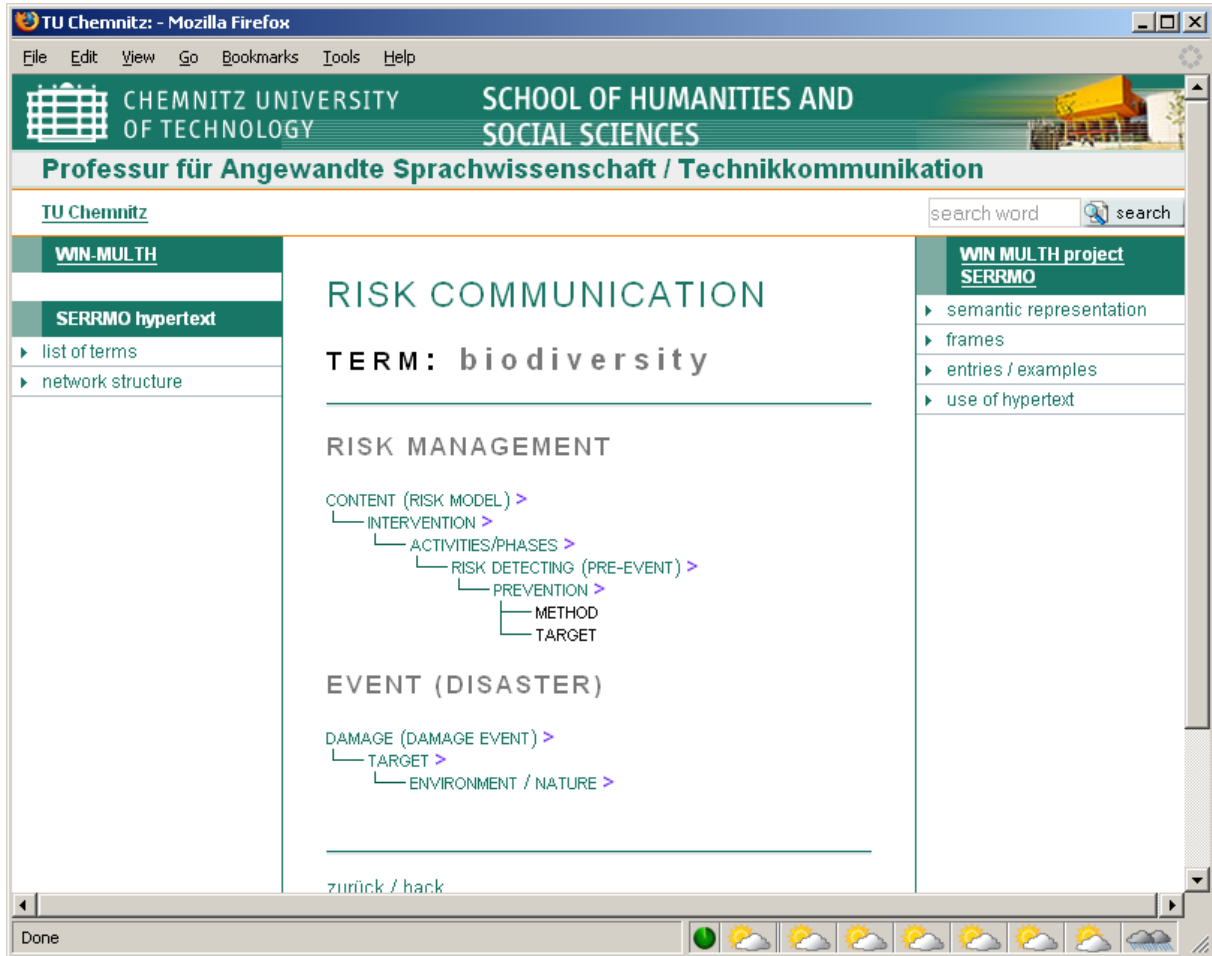 TU Chemnitz: - Mozilla Firefox
File Edit View Go Bookmarks Tools Help
CHEMNITZ UNIVERSITY
OF TECHNOLOGY
SCHOOL OF HUMANITIES AND
SOCIAL SCIENCES
Professur für Angewandte Sprachwissenschaft / Technikkommunikation
TU Chemnitz
search word search
WIN-MULTH
SERRMO hypertext
list of terms
network structure
RISK COMMUNICATION
TERM: biodiversity
RISK MANAGEMENT
CONTENT (RISK MODEL) >
INTERVENTION >
ACTIVITIES/PHASES >
RISK DETECTING (PRE-EVENT) >
PREVENTION >
METHOD
TARGET
EVENT (DISASTER)
DAMAGE (DAMAGE EVENT) >
TARGET >
ENVIRONMENT / NATURE >
zurück / back
WIN MULTH project
SERRMO
semantic representation
frames
entries / examples
use of hypertext
Done